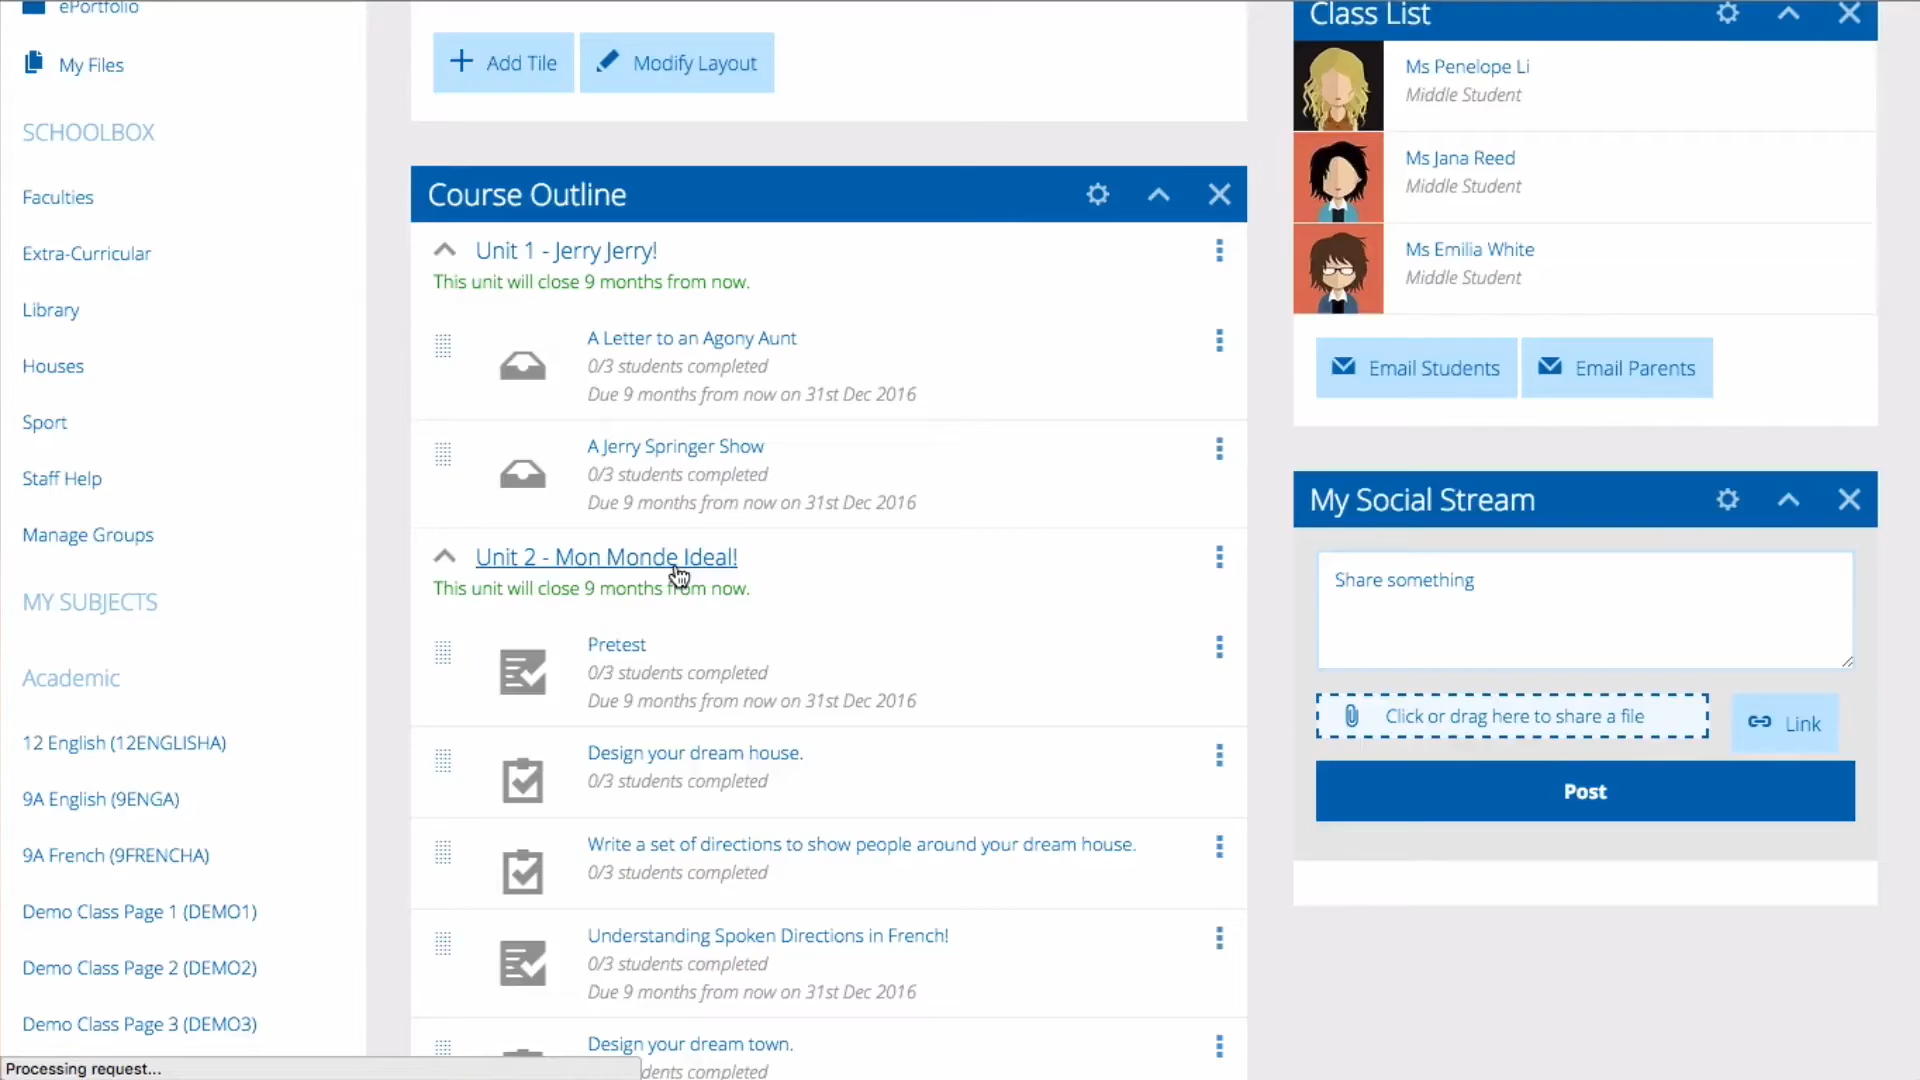 ePortfolio
My Files
SCHOOLBOX
Faculties
Extra-Curricular
Library
Houses
Sport
Staff Help
Manage Groups
MY SUBJECTS
Academic
12 English (12ENGLISHA)
9A English (9ENGA)
9A French (9FRENCHA)
Demo Class Page 1 (DEMO1)
Demo Class Page 2 (DEMO2)
Demo Class Page 3 (DEMO3)
Processing request...
Add Tile
Modify Layout
Course Outline
Unit 1 - Jerry Jerry!
This unit will close 9 months from now.
A Letter to an Agony Aunt
0/3 students completed
Due 9 months from now on 31st Dec 2016
A Jerry Springer Show
0/3 students completed
Due 9 months from now on 31st Dec 2016
Unit 2 - Mon Monde Ideal!
This unit will close 9 months from now.
Pretest
0/3 students completed
Due 9 months from now on 31st Dec 2016
Design your dream house.
0/3 students completed
Write a set of directions to show people around your dream house.
0/3 students completed
Understanding Spoken Directions in French!
0/3 students completed
Due 9 months from now on 31st Dec 2016
Design your dream town.
dents completed
Class List
Ms Penelope Li
Middle Student
Ms Jana Reed
Middle Student
Ms Emilia White
Middle Student
Email Students
Email Parents
My Social Stream
Share something
Click or drag here to share a file
Link
Post